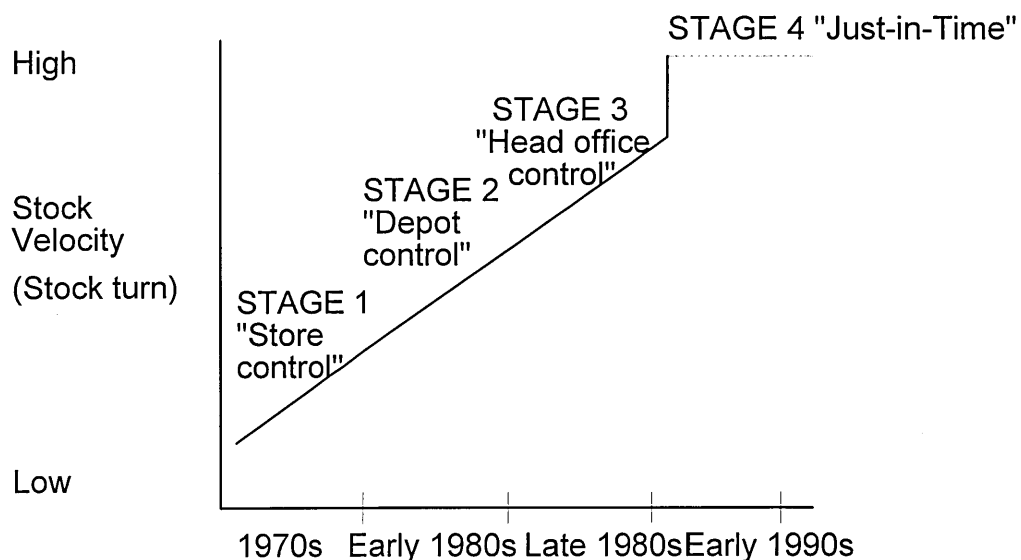 STAGE 4 "Just-in-Time"
High
STAGE 3
"Head office
control"
STAGE 2
"Depot
control"
Stock
Velocity
(Stock turn)
STAGE 1
"Store
control"
Low
1970s Early 1980s Late 1980s Early 1990s